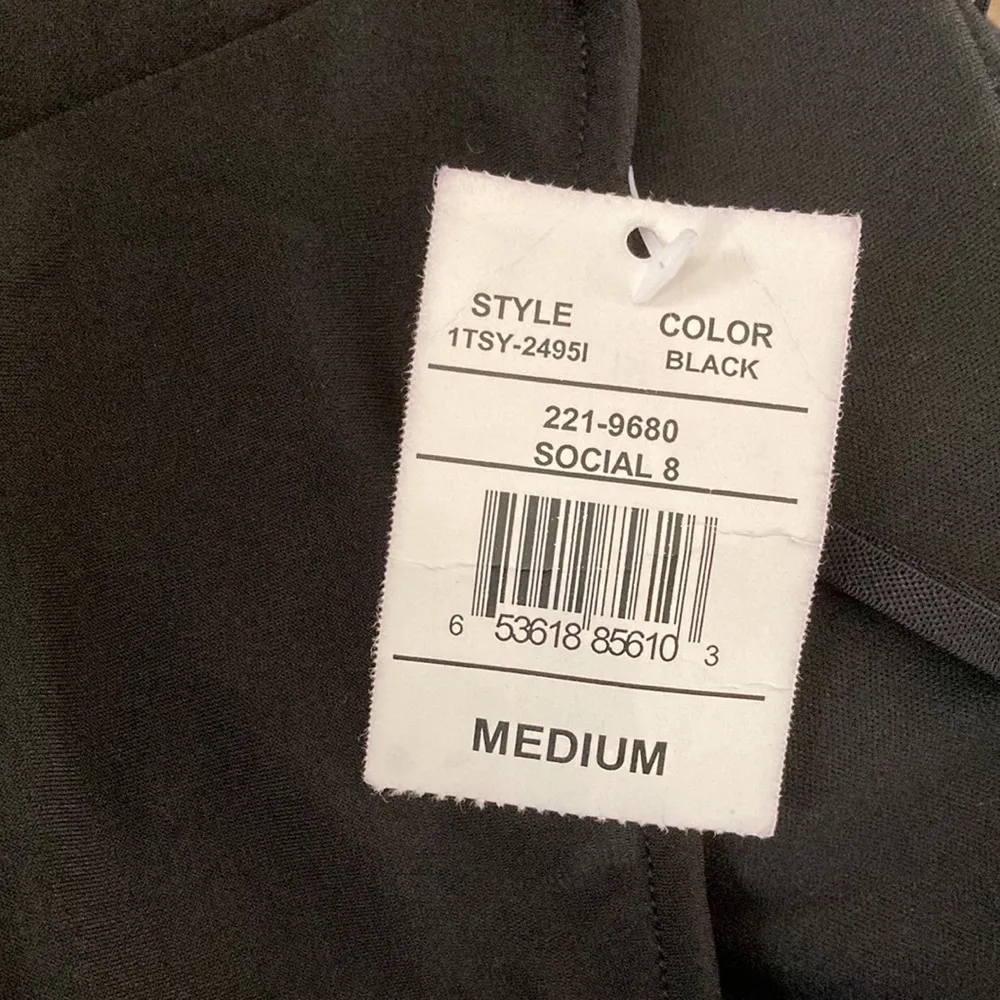 STYLE COLOR
1TSY-2495I BLACK
221-9680
SOCIAL 8
6 53618 85610 3
MEDIUM